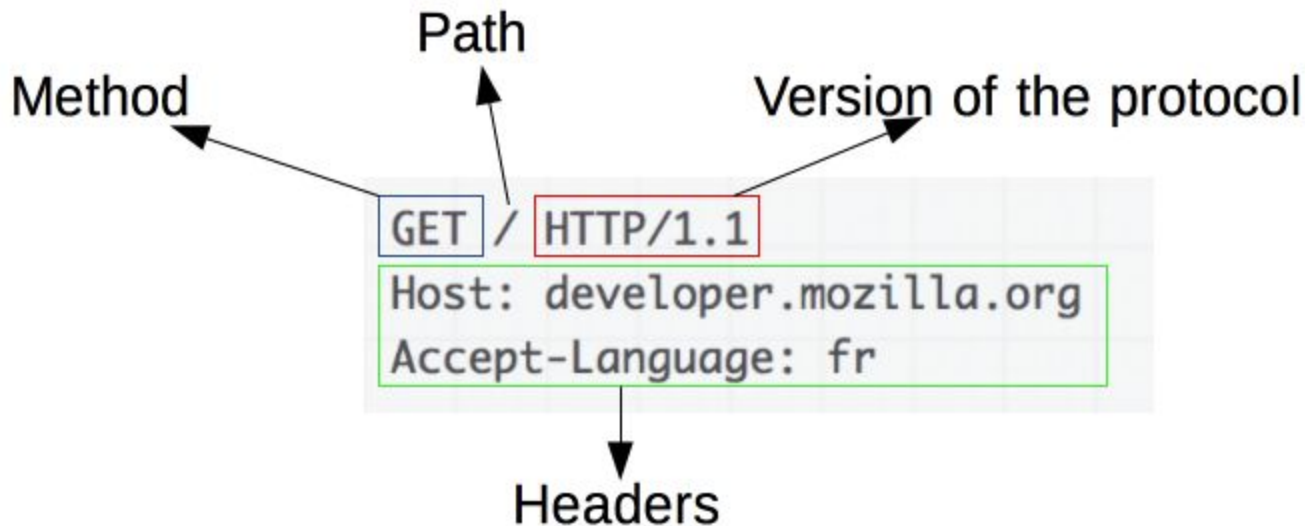 Path
Method
Version of the protocol
GET / HTTP/1.1
Host: developer.mozilla.org
Accept-Language: fr
Headers